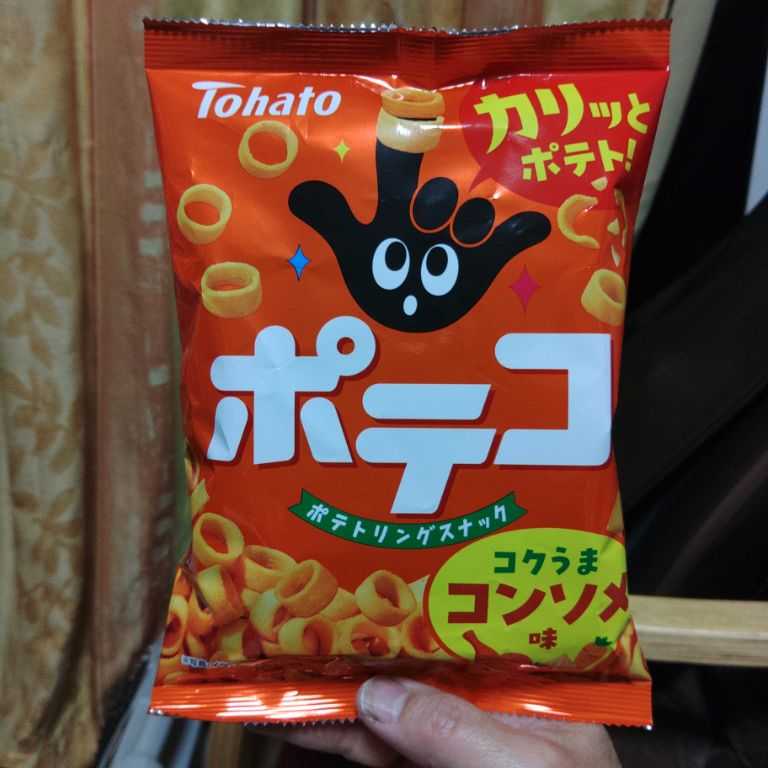 Tohato
カリッと
ポテト!
ポテコ
ポテトリングスナック
コクうま
コンソメ
味